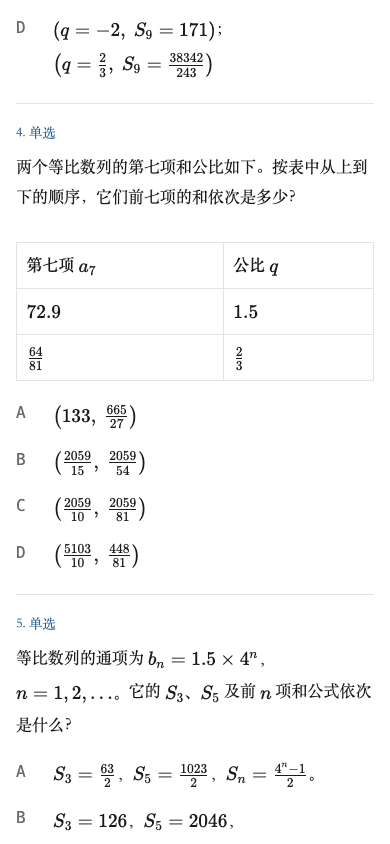 D (q = −2, S₉ = 171);
(q = 2/3, S₉ = 38342/243)
4. 单选
两个等比数列的第七项和公比如下。按表中从上到
下的顺序，它们前七项的和依次是多少？
第七项 a₇ 公比 q
72.9 1.5
64/81 2/3
A (133, 665/27)
B (2059/15, 2059/54)
C (2059/10, 2059/81)
D (5103/10, 448/81)
5. 单选
等比数列的通项为 bₙ = 1.5 × 4ⁿ，
n = 1, 2, …。它的 S₃、S₅ 及前 n 项和公式依次
是什么？
A S₃ = 63/2，S₅ = 1023/2，Sₙ = (4ⁿ−1)/2。
B S₃ = 126，S₅ = 2046，